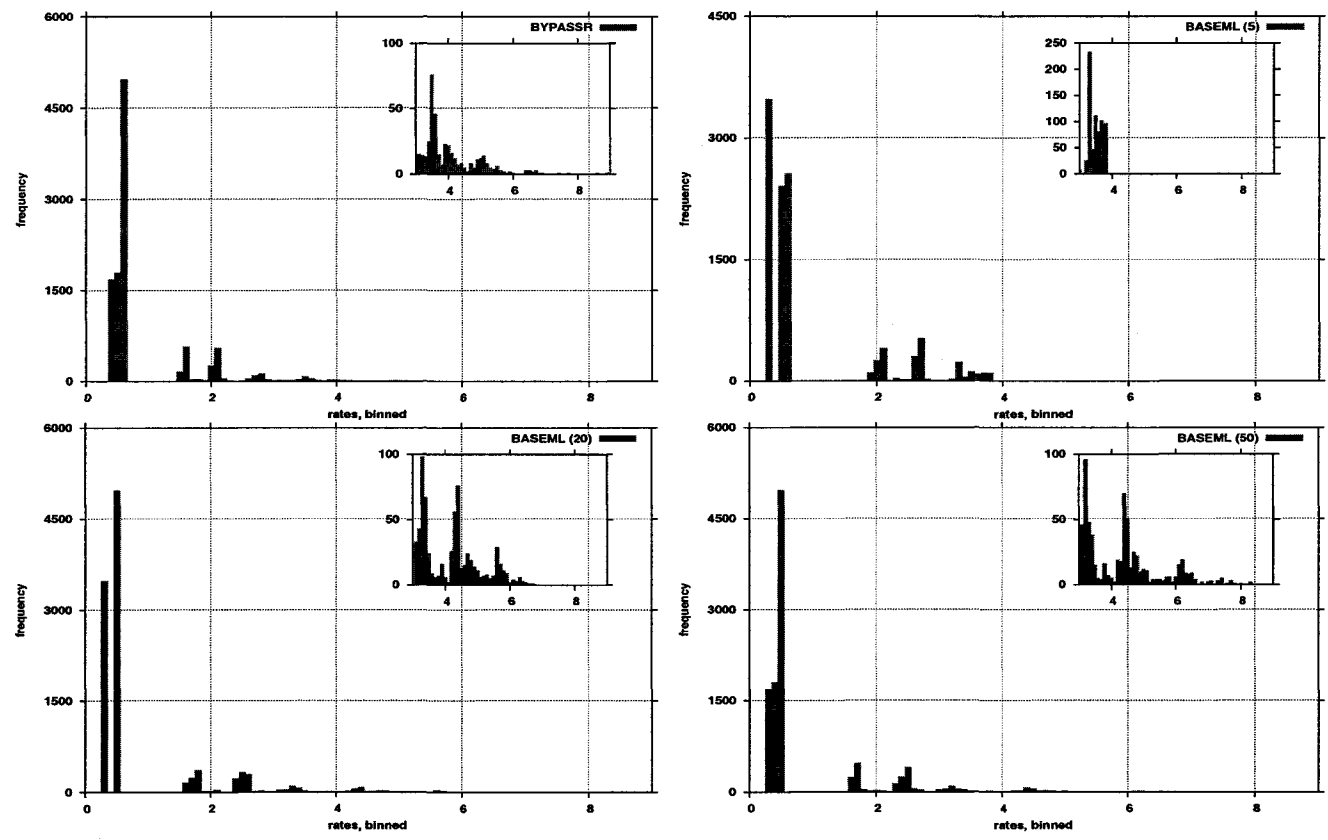 6000
BYPASSR
100
4500
50
0
4 6 8
3000
frequency
1500
0
0 2 4 6 8
rates, binned
4500
BASEML (5)
250
200
150
100
50
0
4 6 8
3000
frequency
1500
0
0 2 4 6 8
rates, binned
6000
BASEML (20)
100
4500
50
0
4 6 8
3000
frequency
1500
0
0 2 4 6 8
rates, binned
6000
BASEML (50)
100
4500
50
0
4 6 8
3000
frequency
1500
0
0 2 4 6 8
rates, binned